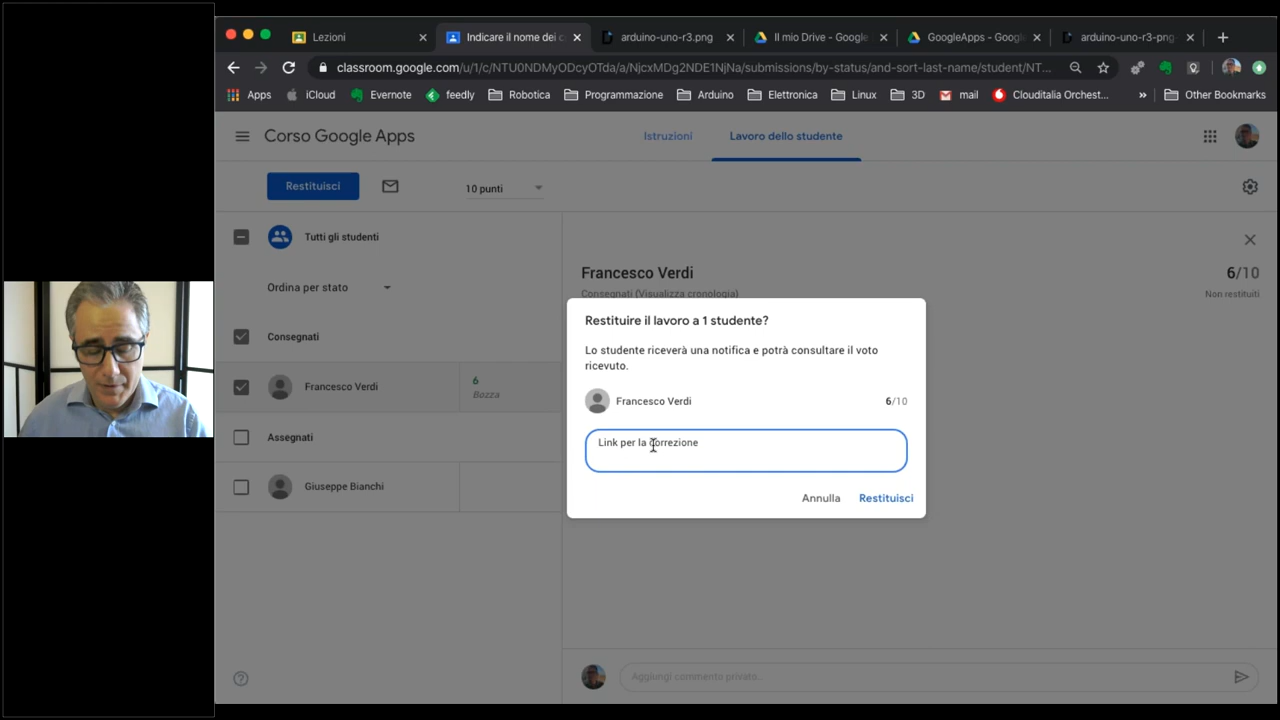 Lezioni
Indicare il nome dei c
arduino-uno-r3.png
Il mio Drive - Google
GoogleApps - Googl
arduino-uno-r3-png-
classroom.google.com/u/1/c/NTU0NDMyODcyOTda/a/NjcxMDg2NDE1NjNa/submissions/by-status/and-sort-last-name/student/NT...
Apps
iCloud
Evernote
feedly
Robotica
Programmazione
Arduino
Elettronica
Linux
3D
mail
Clouditalia Orchest...
»
Other Bookmarks
Corso Google Apps
Istruzioni
Lavoro dello studente
Restituisci
10 punti
Tutti gli studenti
Ordina per stato
Consegnati
Francesco Verdi
6
Bozza
Assegnati
Giuseppe Bianchi
Francesco Verdi
6/10
Consegnati (Visualizza cronologia)
Non restituiti
Restituire il lavoro a 1 studente?
Lo studente riceverà una notifica e potrà consultare il voto
ricevuto.
Francesco Verdi
6/10
Link per la correzione
Annulla
Restituisci
Aggiungi commento privato...